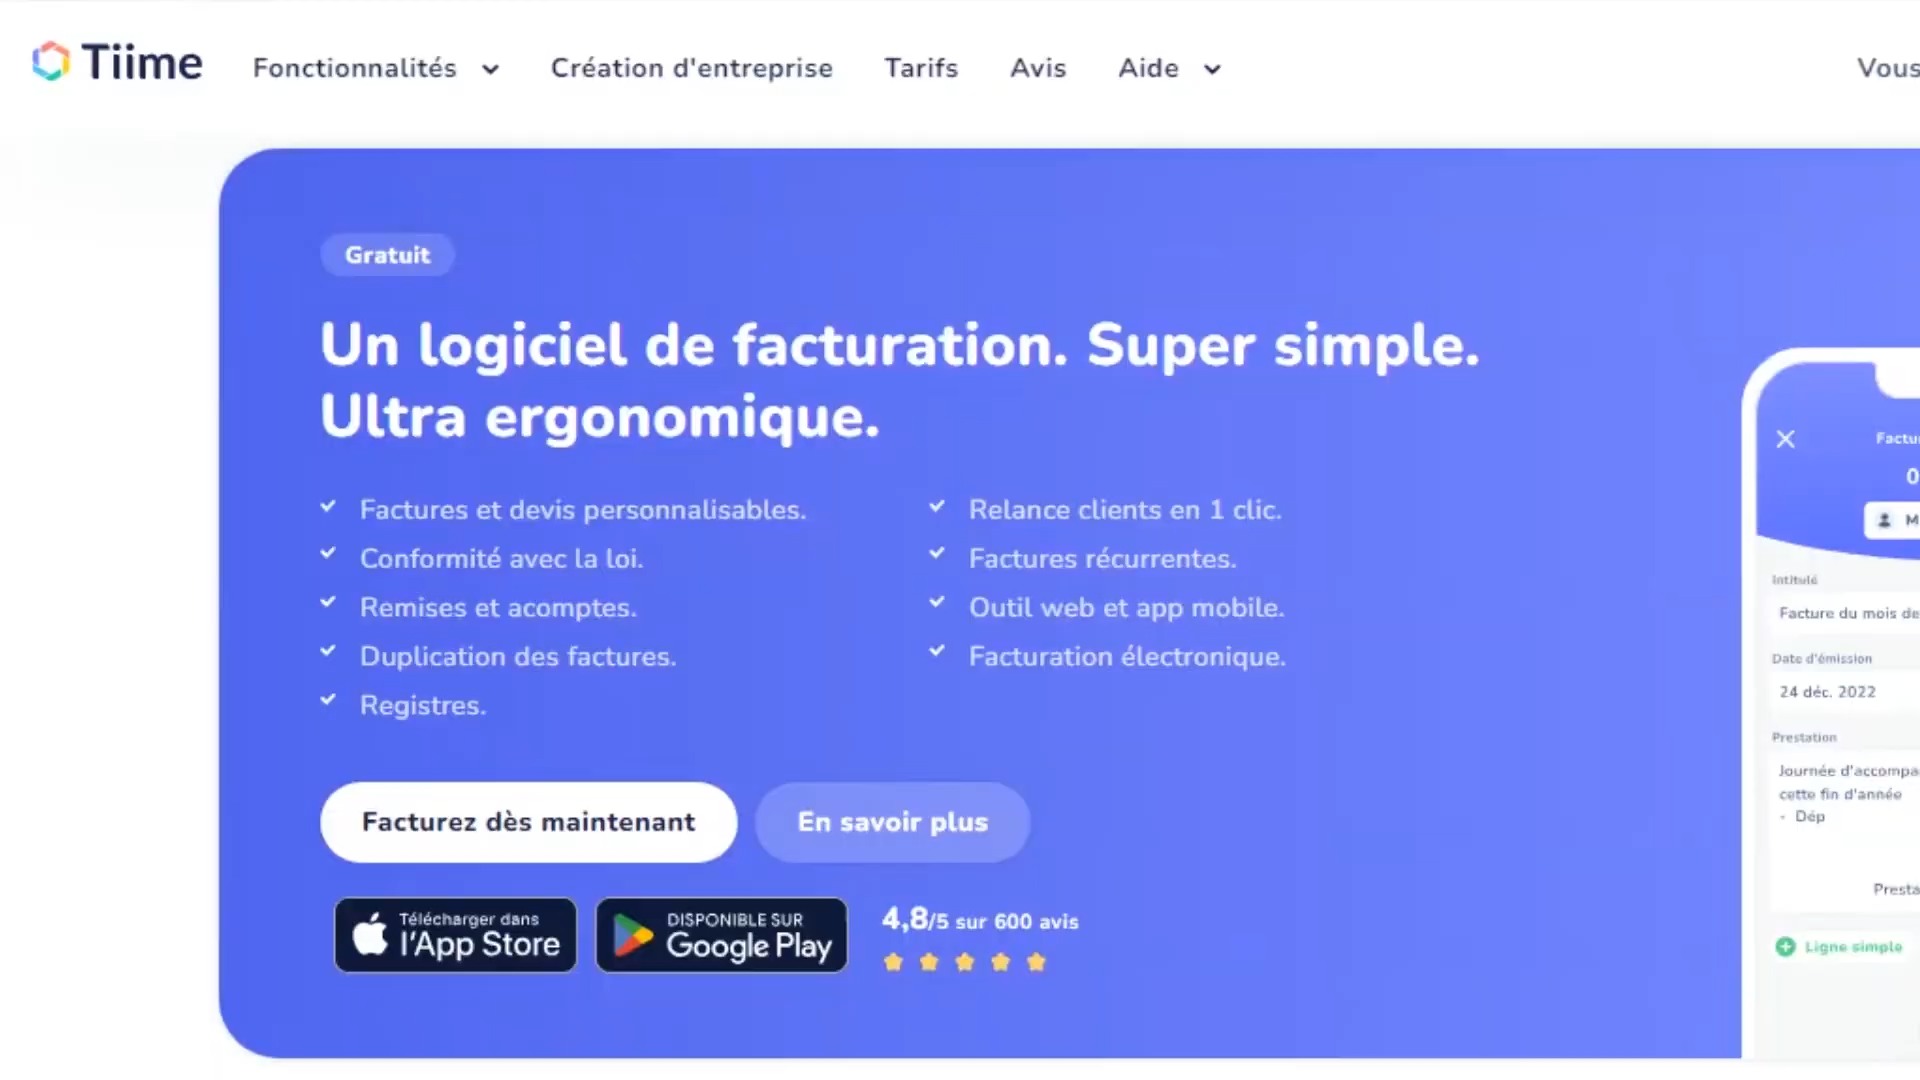 Tiime
Fonctionnalités
Création d'entreprise
Tarifs
Avis
Aide
Vous
Gratuit
Un logiciel de facturation. Super simple.
Ultra ergonomique.
Factures et devis personnalisables.
Conformité avec la loi.
Remises et acomptes.
Duplication des factures.
Registres.
Relance clients en 1 clic.
Factures récurrentes.
Outil web et app mobile.
Facturation électronique.
Facturez dès maintenant
En savoir plus
Télécharger dans
l'App Store
DISPONIBLE SUR
Google Play
4,8/5 sur 600 avis
Factu
0
M
Intitulé
Facture du mois de
Date d'émission
24 déc. 2022
Prestation
Journée d'accompa
cette fin d'année
- Dép
Presta
Ligne simple